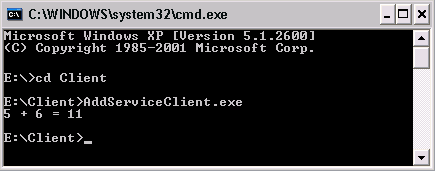 C:\WINDOWS\system32\cmd.exe
Microsoft Windows XP [Version 5.1.2600]
(C) Copyright 1985-2001 Microsoft Corp.
E:\>cd Client
E:\Client>AddServiceClient.exe
5 + 6 = 11
E:\Client>_